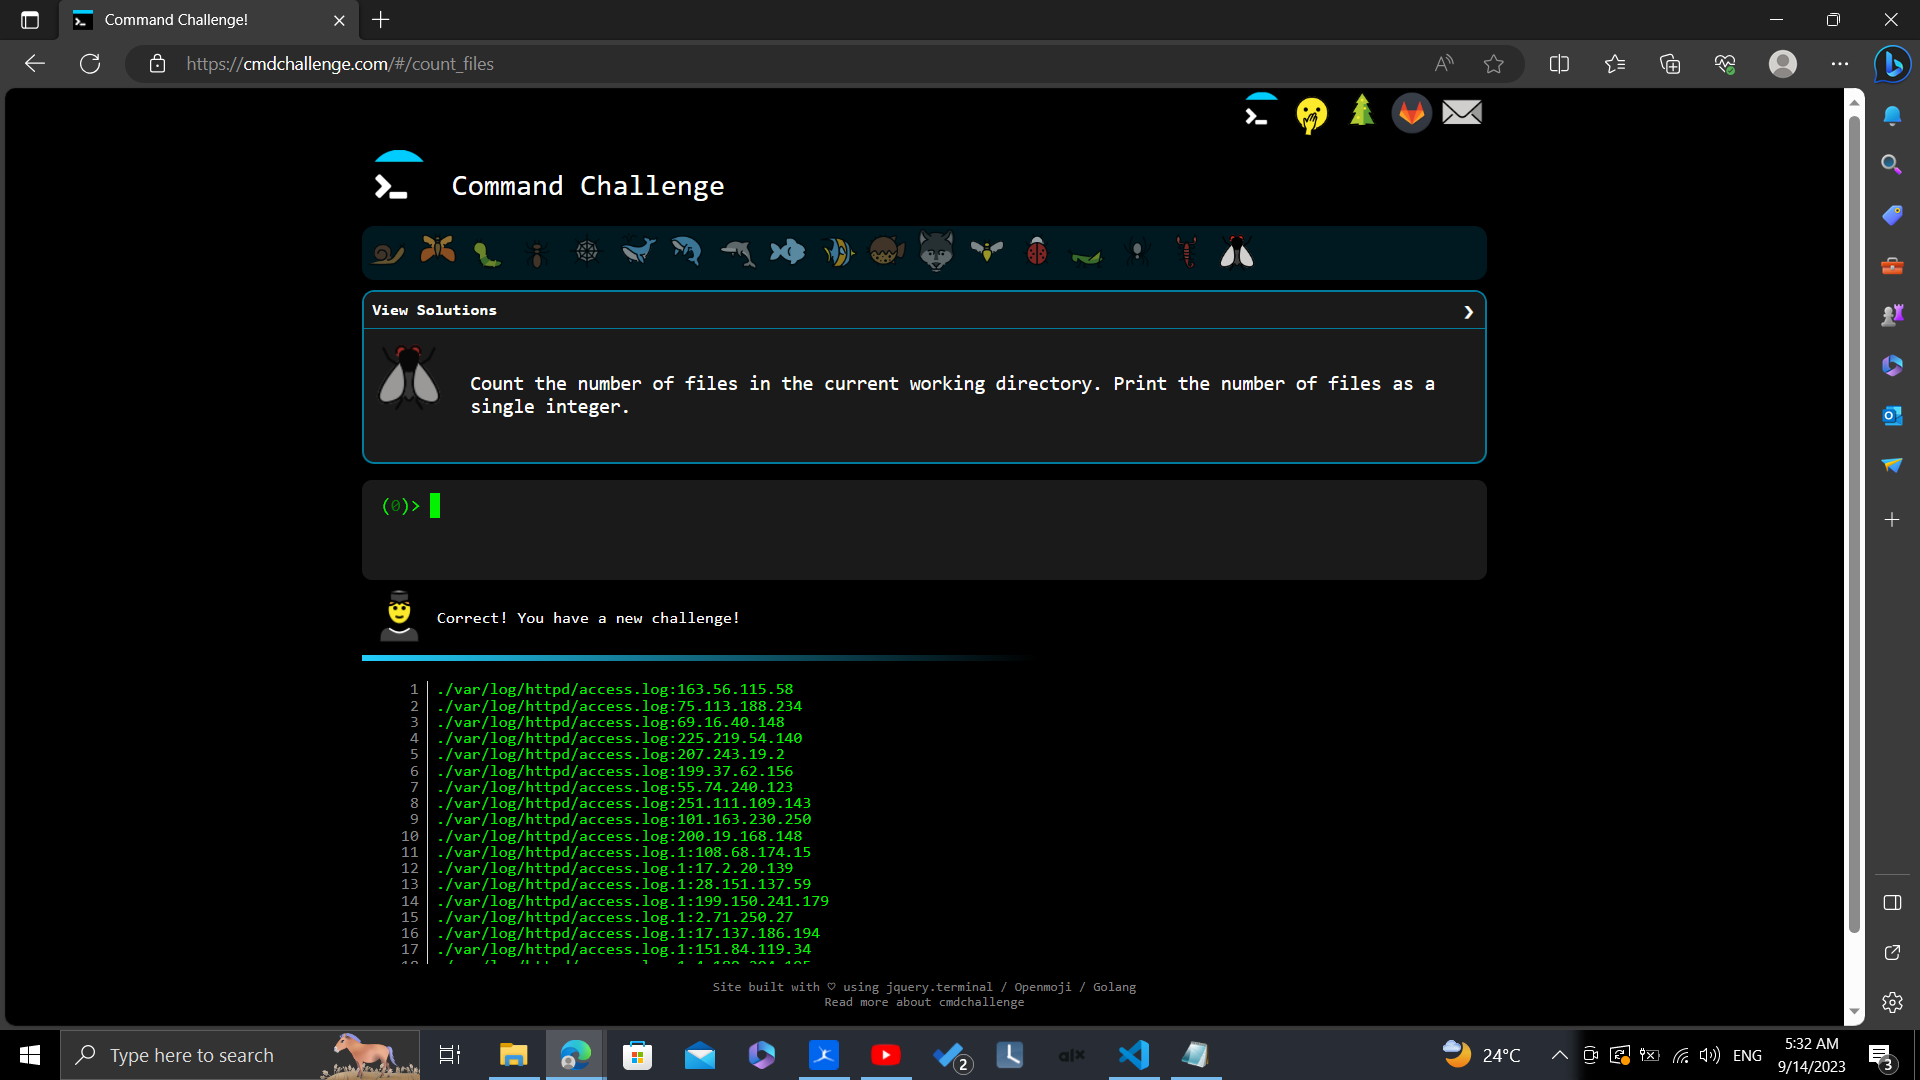 Command Challenge!
https://cmdchallenge.com/#/count_files
Command Challenge
View Solutions
Count the number of files in the current working directory. Print the number of files as a
single integer.
(0)>
Correct! You have a new challenge!
1 ./var/log/httpd/access.log:163.56.115.58
2 ./var/log/httpd/access.log:75.113.188.234
3 ./var/log/httpd/access.log:69.16.40.148
4 ./var/log/httpd/access.log:225.219.54.140
5 ./var/log/httpd/access.log:207.243.19.2
6 ./var/log/httpd/access.log:199.37.62.156
7 ./var/log/httpd/access.log:55.74.240.123
8 ./var/log/httpd/access.log:251.111.109.143
9 ./var/log/httpd/access.log:101.163.230.250
10 ./var/log/httpd/access.log:200.19.168.148
11 ./var/log/httpd/access.log.1:108.68.174.15
12 ./var/log/httpd/access.log.1:17.2.20.139
13 ./var/log/httpd/access.log.1:28.151.137.59
14 ./var/log/httpd/access.log.1:199.150.241.179
15 ./var/log/httpd/access.log.1:2.71.250.27
16 ./var/log/httpd/access.log.1:17.137.186.194
17 ./var/log/httpd/access.log.1:151.84.119.34
Site built with ♡ using jquery.terminal / Openmoji / Golang
Read more about cmdchallenge
Type here to search
2
alx
24°C
ENG
5:32 AM
9/14/2023
3